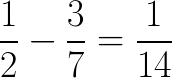 1/2 − 3/7 = 1/14